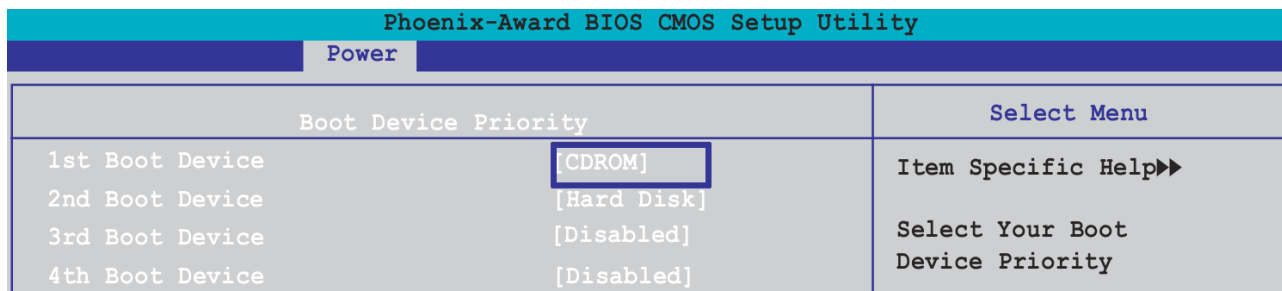 Phoenix-Award BIOS CMOS Setup Utility
Power
Boot Device Priority
1st Boot Device [CDROM]
2nd Boot Device [Hard Disk]
3rd Boot Device [Disabled]
4th Boot Device [Disabled]
Select Menu
Item Specific Help▶▶
Select Your Boot
Device Priority